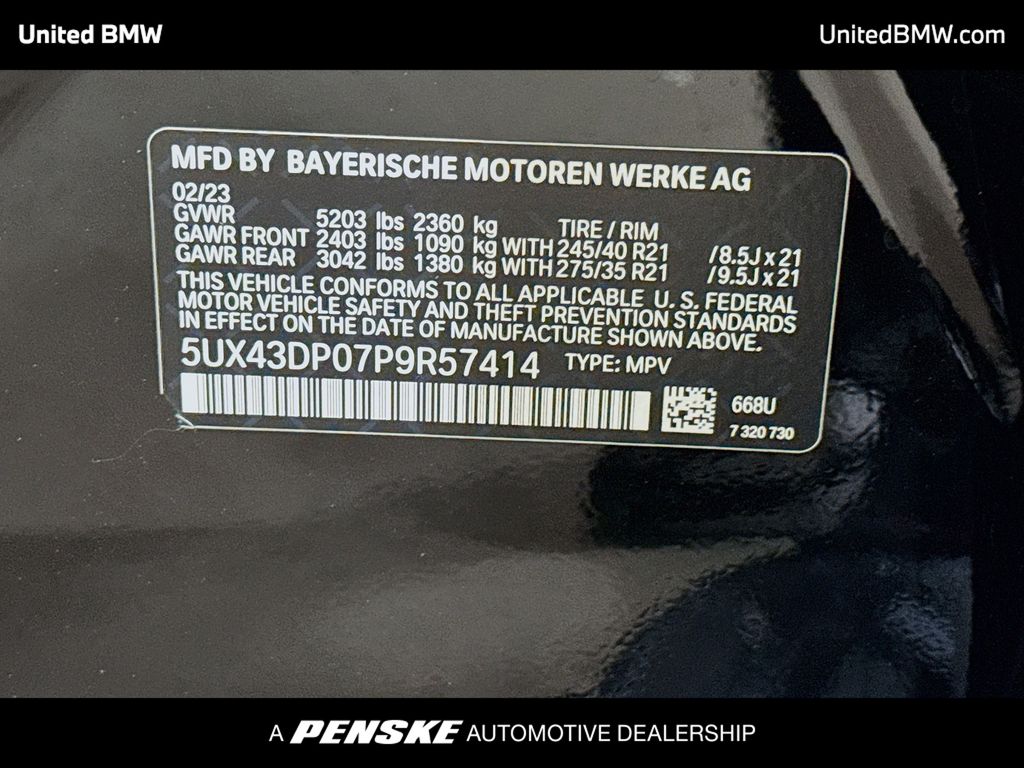 United BMW
UnitedBMW.com
MFD BY BAYERISCHE MOTOREN WERKE AG
02/23
GVWR 5203 lbs 2360 kg TIRE / RIM
GAWR FRONT 2403 lbs 1090 kg WITH 245/40 R21 /8.5J x 21
GAWR REAR 3042 lbs 1380 kg WITH 275/35 R21 /9.5J x 21
THIS VEHICLE CONFORMS TO ALL APPLICABLE U. S. FEDERAL
MOTOR VEHICLE SAFETY AND THEFT PREVENTION STANDARDS
IN EFFECT ON THE DATE OF MANUFACTURE SHOWN ABOVE.
5UX43DP07P9R57414 TYPE: MPV
668U
7 320 730
A PENSKE AUTOMOTIVE DEALERSHIP